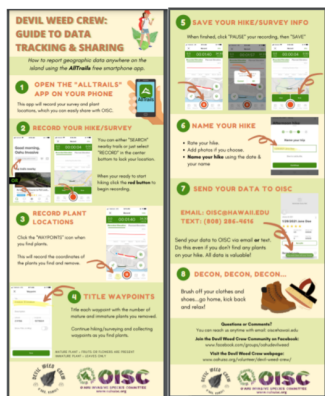 DEVIL WEED CREW:
GUIDE TO DATA
TRACKING & SHARING
How to report geographic data anywhere on the
island using the AllTrails free smartphone app.
1
OPEN THE "ALLTRAILS"
APP ON YOUR PHONE
This app will record your survey and plant
locations, which you can easily share with OISC.
2
RECORD YOUR HIKE/SURVEY
You can either "SEARCH"
nearby trails or just select
"RECORD" in the center
button to lock your location.
When you're ready to start
hiking click the red button to
begin recording.
3
RECORD PLANT
LOCATIONS
Click the "WAYPOINTS" icon when
you find plants.
This will record the coordinates of
the plants you find and remove.
4
TITLE WAYPOINTS
Title each waypoint with the number of
mature and immature plants you removed.
Continue hiking/surveying and collecting
waypoints as you find plants.
DEVIL WEED
CREW
OISC
5
SAVE YOUR HIKE/SURVEY INFO
When finished, click "PAUSE" your recording, then "SAVE"
6
NAME YOUR HIKE
Rate your hike.
Add photos if you choose.
Name your hike using the date &
your name
7
SEND YOUR DATA TO OISC
EMAIL: OISC@HAWAII.EDU
TEXT: (808) 286-4616
Send your data to OISC via email or text.
Do this even if you don't find any plants
on your hike. All data is valuable!
8
DECON, DECON, DECON...
Brush off your clothes and
shoes...go home, kick back
and relax!
Questions or Comments?
Join the Devil Weed Crew Community on Facebook:
Visit the Devil Weed Crew webpage:
DEVIL WEED
CREW
OISC